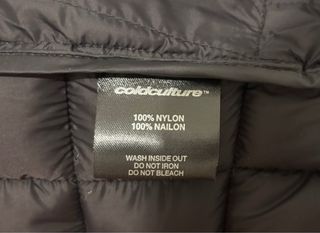 coldculture™
100% NYLON
100% NAILON
WASH INSIDE OUT
DO NOT IRON
DO NOT BLEACH